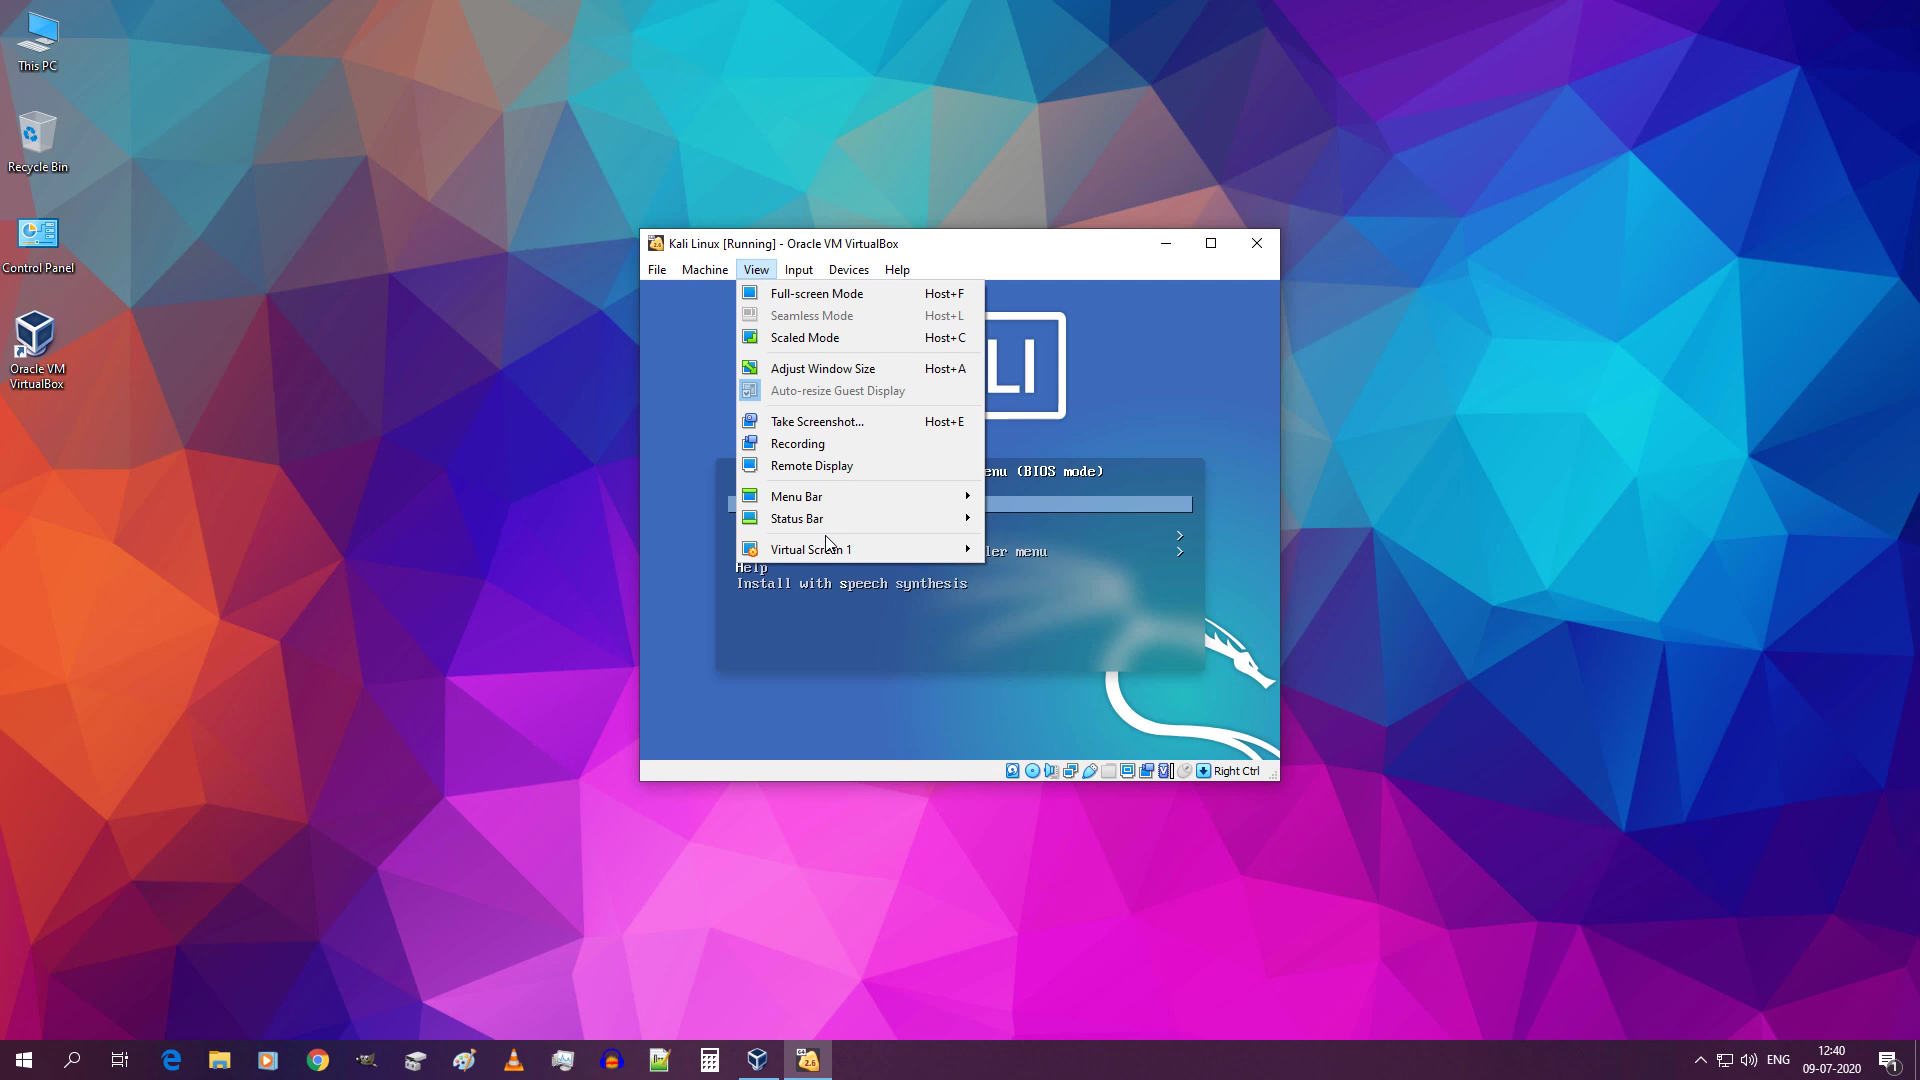 This PC
Recycle Bin
Control Panel
Oracle VM
VirtualBox
Kali Linux [Running] - Oracle VM VirtualBox
File Machine View Input Devices Help
Full-screen Mode Host+F
Seamless Mode Host+L
Scaled Mode Host+C
Adjust Window Size Host+A
Auto-resize Guest Display
Take Screenshot... Host+E
Recording
Remote Display
Menu Bar
Status Bar
Virtual Screen 1
LI
enu (BIOS mode)
ler menu
Help
Install with speech synthesis
Right Ctrl
ENG
12:40
09-07-2020
1